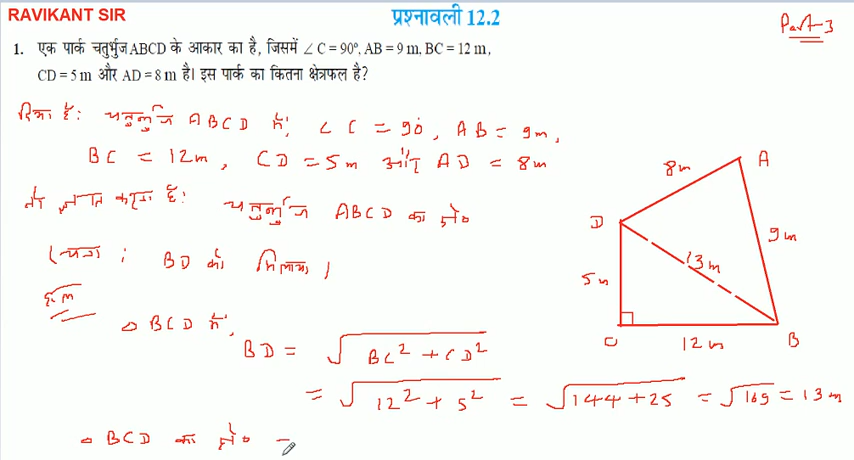 RAVIKANT SIR
प्रश्नावली 12.2
Part-3
1. एक पार्क चतुर्भुज ABCD के आकार का है, जिसमें ∠C = 90°, AB = 9 m, BC = 12 m,
CD = 5 m और AD = 8 m है। इस पार्क का कितना क्षेत्रफल है?
दिया है: चतुर्भुज ABCD में, ∠C = 90°, AB = 9m,
BC = 12m, CD = 5m और AD = 8m
तो ज्ञात करना है: चतुर्भुज ABCD का क्षे०
रचना : BD को मिलाया।
हल
△BCD में,
BD = √BC² + CD²
= √12² + 5² = √144+25 = √169 = 13m
△BCD का क्षे० =
A
8m
D
9m
13m
5m
C
12m
B